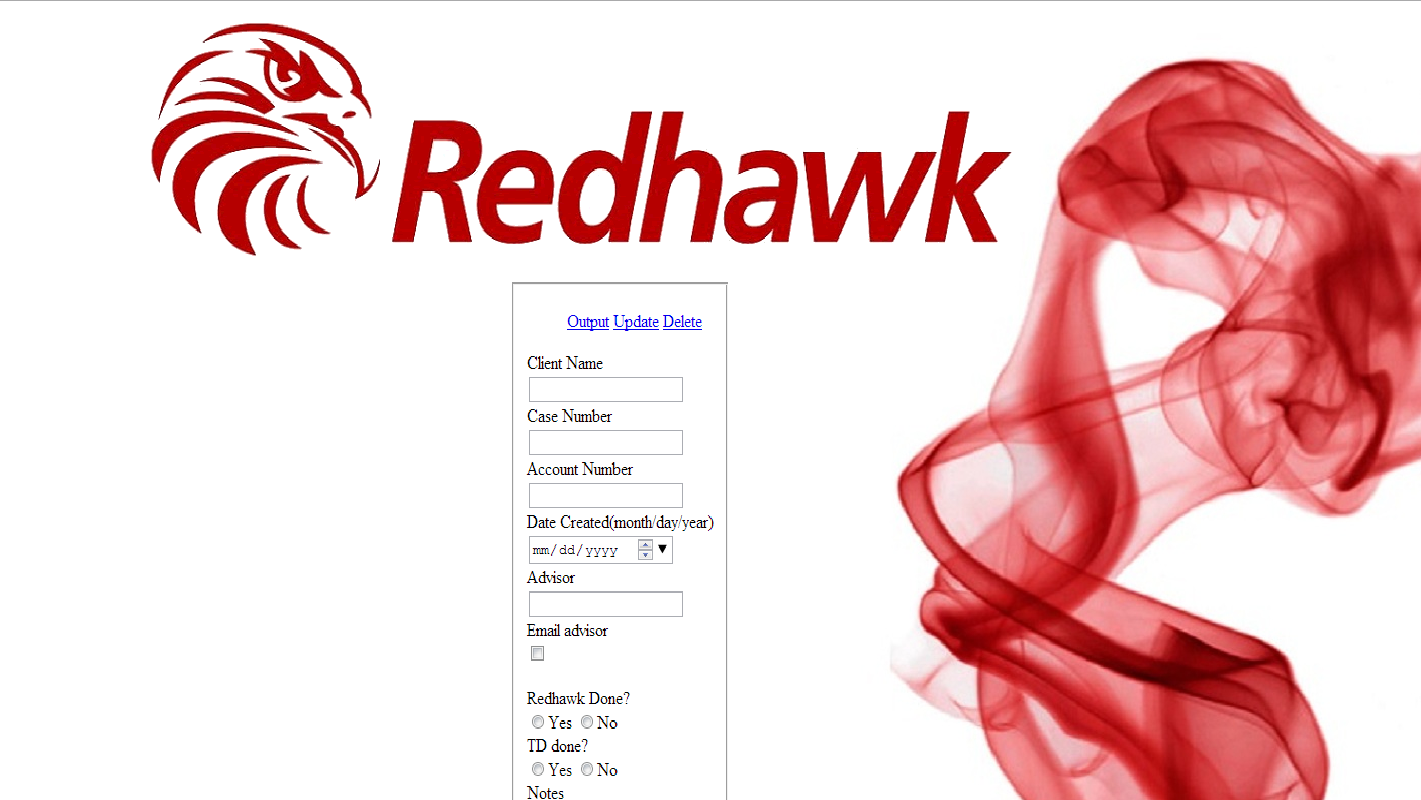 Redhawk
Output Update Delete
Client Name
Case Number
Account Number
Date Created(month/day/year)
mm/dd/yyyy
Advisor
Email advisor
Redhawk Done?
Yes No
TD done?
Yes No
Notes